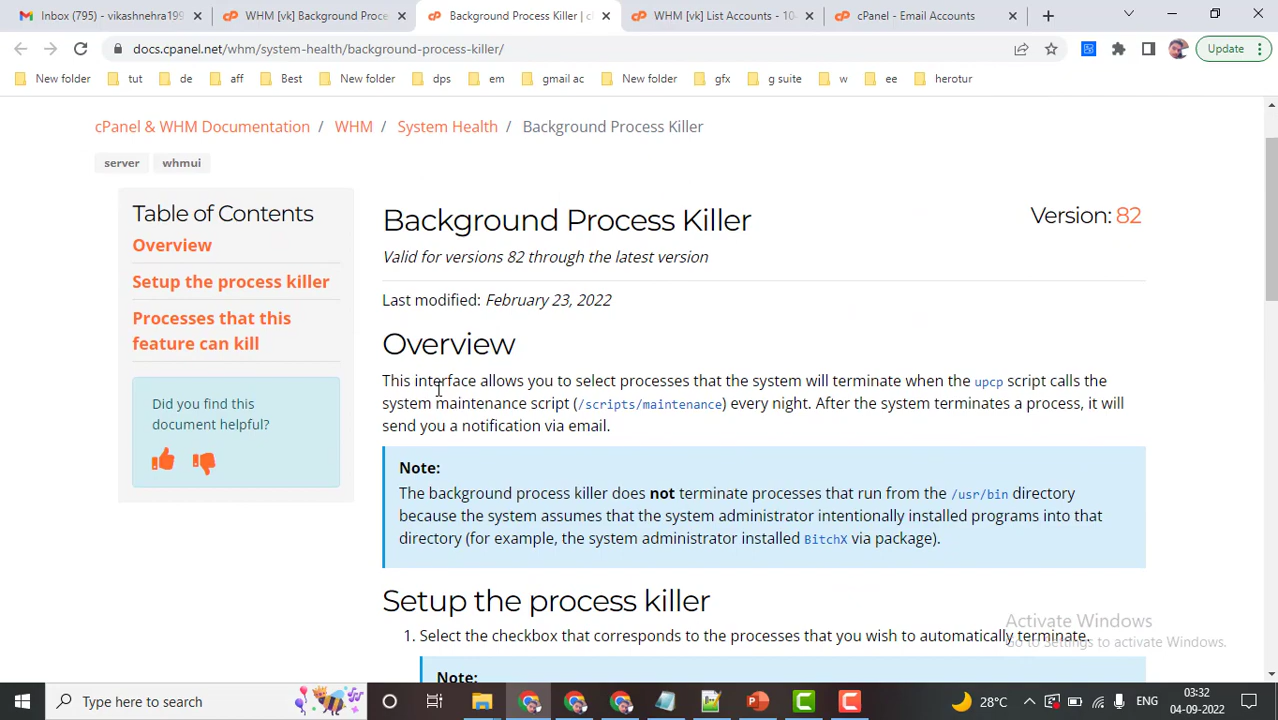 Inbox (795) - vikashnehra199
WHM [vk] Background Proce
Background Process Killer | c
WHM [vk] List Accounts - 10
cPanel - Email Accounts
docs.cpanel.net/whm/system-health/background-process-killer/
Update
New folder
tut
de
aff
Best
New folder
dps
em
gmail ac
New folder
gfx
g suite
w
ee
herotur
cPanel & WHM Documentation / WHM / System Health / Background Process Killer
server
whmui
Table of Contents
Overview
Setup the process killer
Processes that this
feature can kill
Did you find this
document helpful?
Background Process Killer
Version: 82
Valid for versions 82 through the latest version
Last modified: February 23, 2022
Overview
This interface allows you to select processes that the system will terminate when the upcp script calls the
system maintenance script (/scripts/maintenance) every night. After the system terminates a process, it will
send you a notification via email.
Note:
The background process killer does not terminate processes that run from the /usr/bin directory
because the system assumes that the system administrator intentionally installed programs into that
directory (for example, the system administrator installed BitchX via package).
Setup the process killer
1. Select the checkbox that corresponds to the processes that you wish to automatically terminate.
Note:
Activate Windows
Go to Settings to activate Windows.
Type here to search
28°C
ENG
03:32
04-09-2022